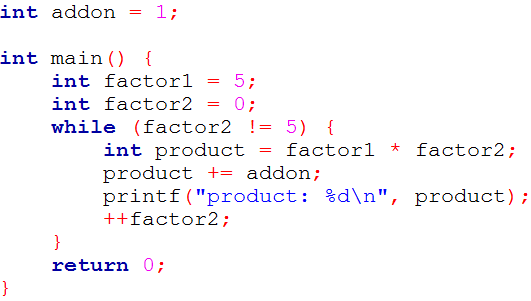 int addon = 1;

int main() {
    int factor1 = 5;
    int factor2 = 0;
    while (factor2 != 5) {
        int product = factor1 * factor2;
        product += addon;
        printf("product: %d\n", product);
        ++factor2;
    }
    return 0;
}